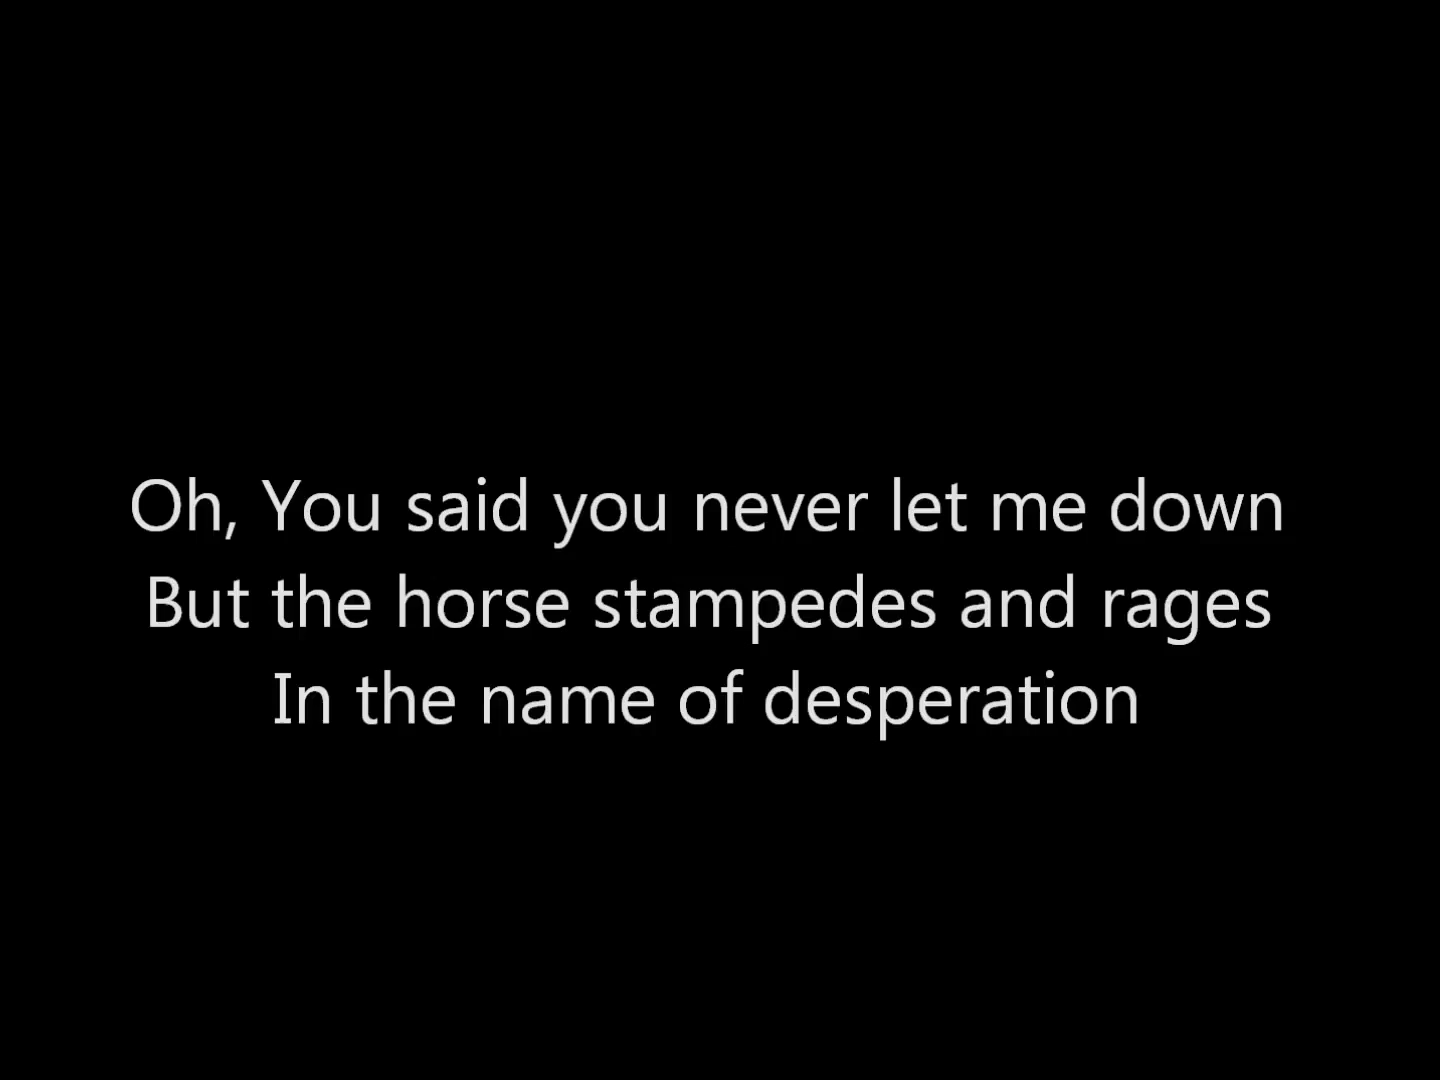 Oh, You said you never let me down
But the horse stampedes and rages
In the name of desperation